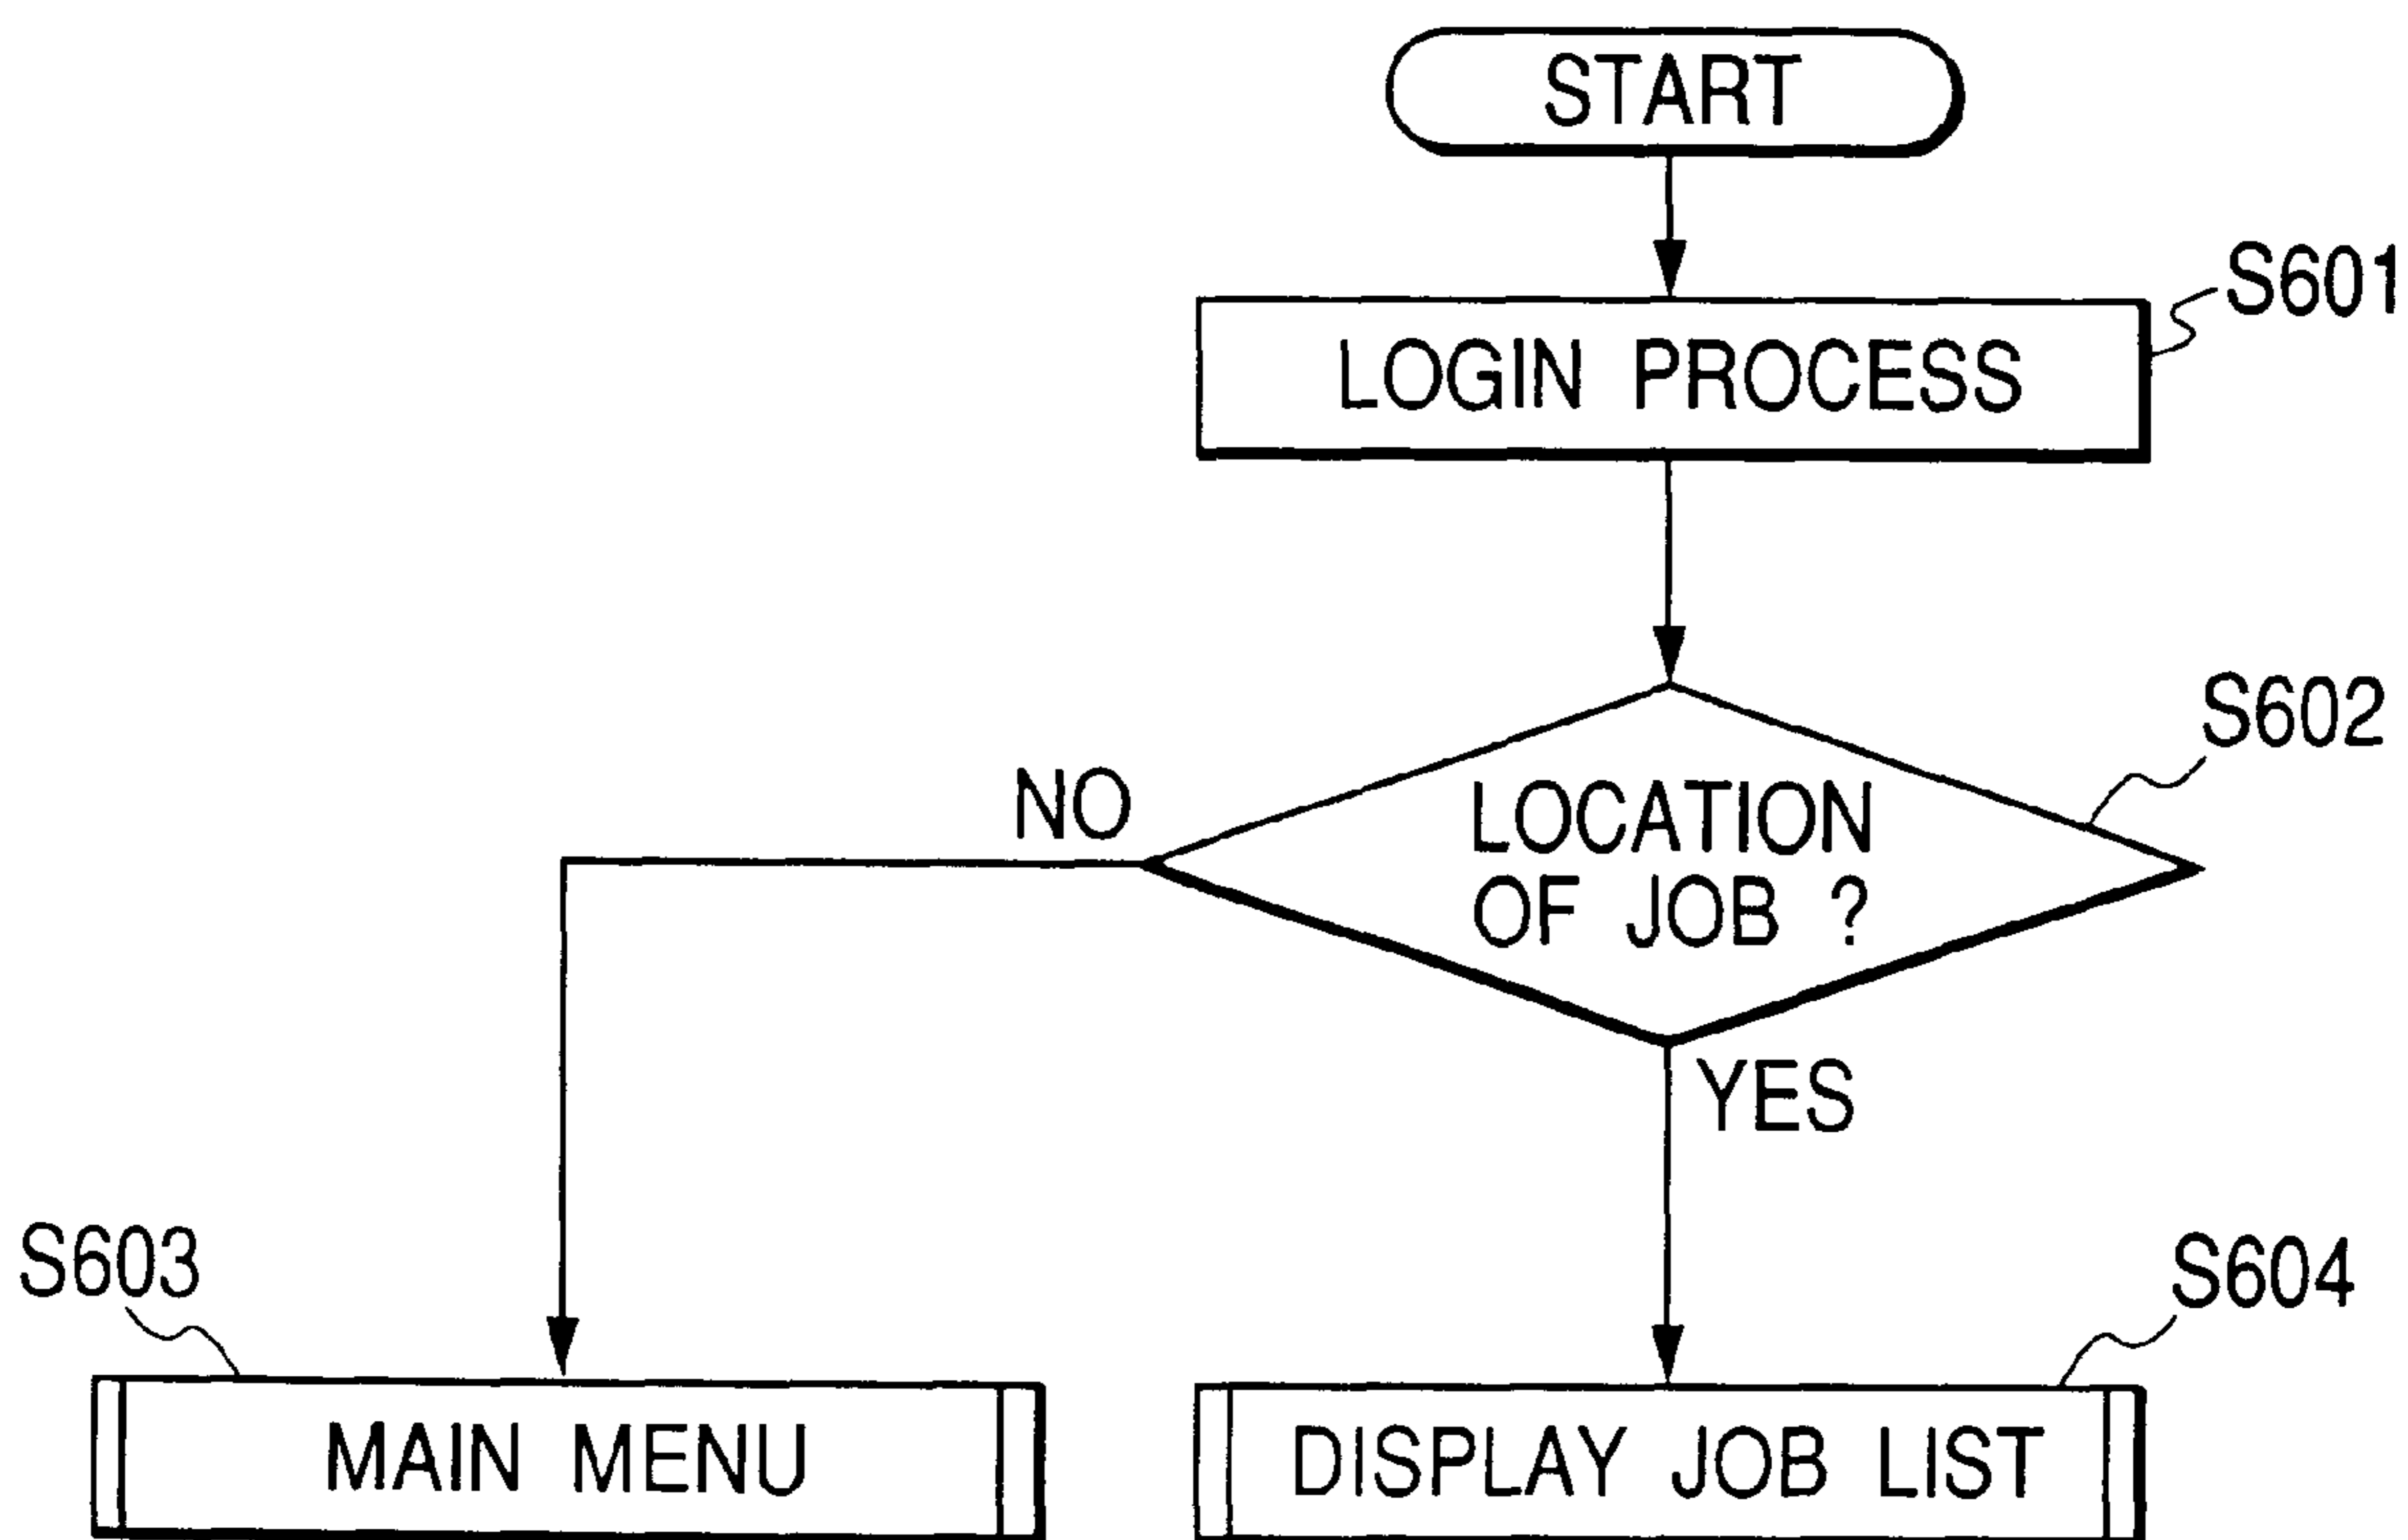 START
S601
LOGIN PROCESS
S602
NO
LOCATION
OF JOB ?
YES
S603
S604
MAIN MENU
DISPLAY JOB LIST